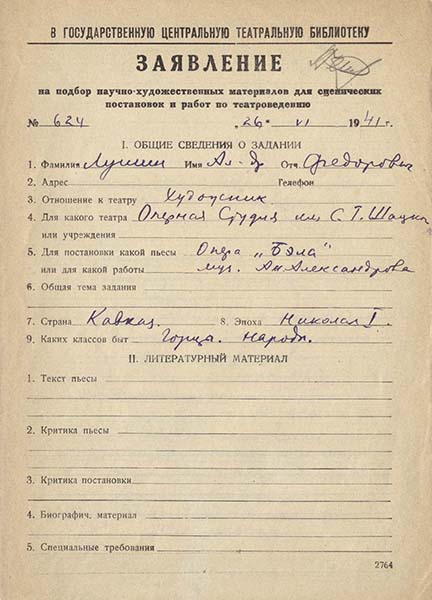 В ГОСУДАРСТВЕННУЮ ЦЕНТРАЛЬНУЮ ТЕАТРАЛЬНУЮ БИБЛИОТЕКУ
ЗАЯВЛЕНИЕ
на подбор научно-художественных материалов для сценических
постановок и работ по театроведению
№ 624 „26" VI 1941 г.
I. ОБЩИЕ СВЕДЕНИЯ О ЗАДАНИИ
1. Фамилия Лушин Имя Ал-др Отч. Федорович
2. Адрес Телефон
3. Отношение к театру Художник
4. Для какого театра Оперная Студия им С. Т. Шацко
или учреждения
5. Для постановки какой пьесы Опера „Бэла"
или для какой работы муз. Ан. Александрова
6. Общая тема задания
7. Страна Кавказ. 8. Эпоха Николай I.
9. Каких классов быт Горцы. Народн.
II. ЛИТЕРАТУРНЫЙ МАТЕРИАЛ
1. Текст пьесы
2. Критика пьесы
3. Критика постановки
4. Биографич. материал
5. Специальные требования
2764